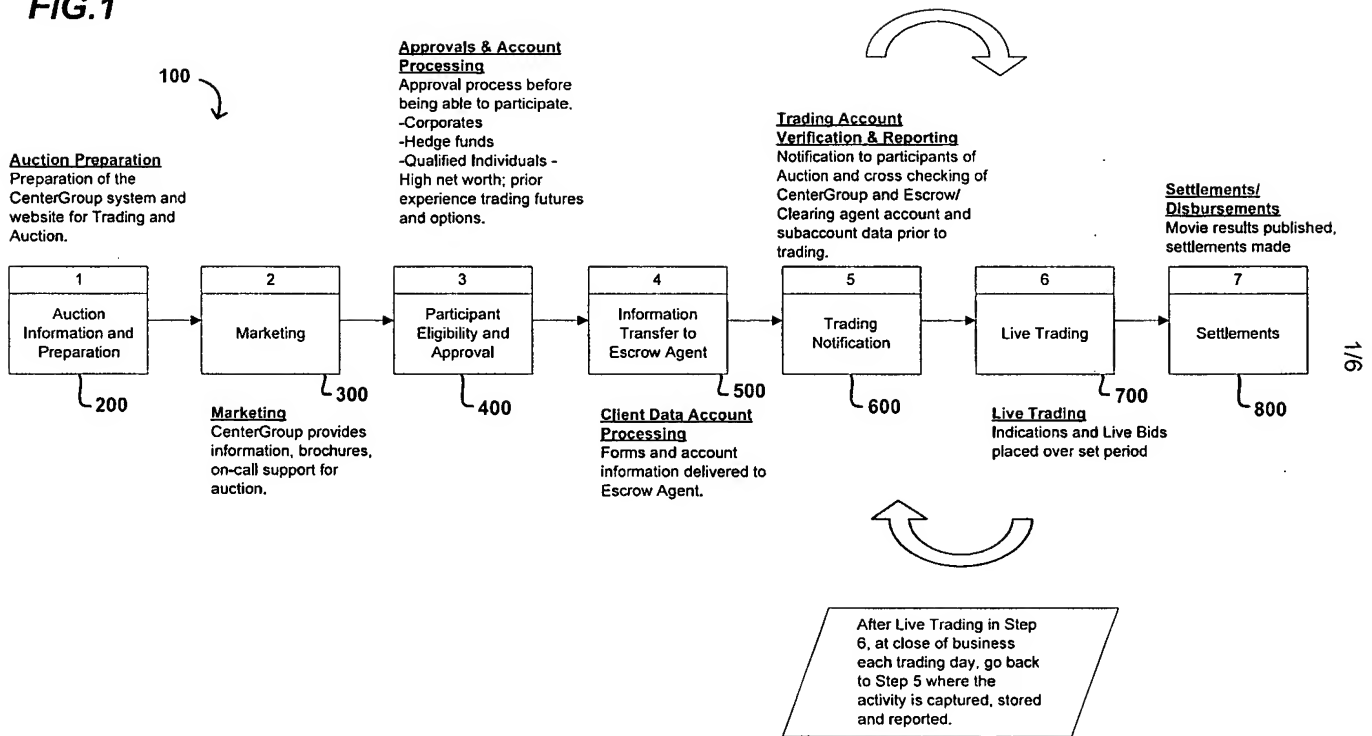 FIG.1
100
Auction Preparation
Preparation of the
CenterGroup system and
website for Trading and
Auction.
Approvals & Account
Processing
Approval process before
being able to participate.
-Corporates
-Hedge funds
-Qualified Individuals -
High net worth; prior
experience trading futures
and options.
Trading Account
Verification & Reporting
Notification to participants of
Auction and cross checking of
CenterGroup and Escrow/
Clearing agent account and
subaccount data prior to
trading.
Settlements/
Disbursements
Movie results published,
settlements made
1
Auction
Information and
Preparation
200
2
Marketing
300
3
Participant
Eligibility and
Approval
400
4
Information
Transfer to
Escrow Agent
500
5
Trading
Notification
600
6
Live Trading
700
7
Settlements
800
1/6
Marketing
CenterGroup provides
information, brochures,
on-call support for
auction.
Client Data Account
Processing
Forms and account
information delivered to
Escrow Agent.
Live Trading
Indications and Live Bids
placed over set period
After Live Trading in Step
6, at close of business
each trading day, go back
to Step 5 where the
activity is captured, stored
and reported.